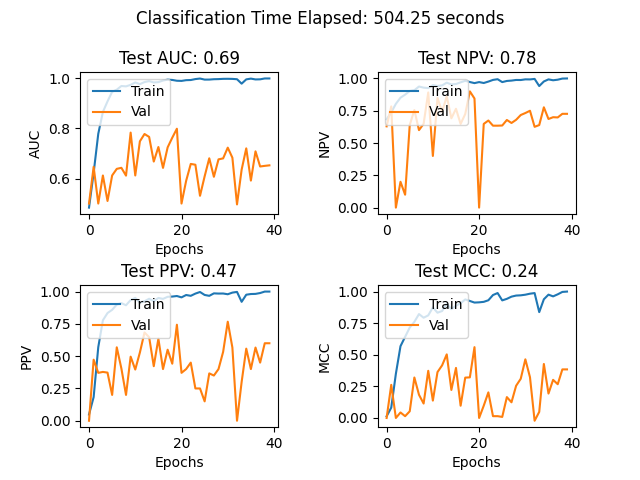 Classification Time Elapsed: 504.25 seconds
Test AUC: 0.69
1.0
0.8
0.6
AUC
Train
Val
0
20
40
Epochs
Test NPV: 0.78
1.00
0.75
0.50
0.25
0.00
NPV
Train
Val
0
20
40
Epochs
Test PPV: 0.47
1.00
0.75
0.50
0.25
0.00
PPV
Train
Val
0
20
40
Epochs
Test MCC: 0.24
1.00
0.75
0.50
0.25
0.00
MCC
Train
Val
0
20
40
Epochs